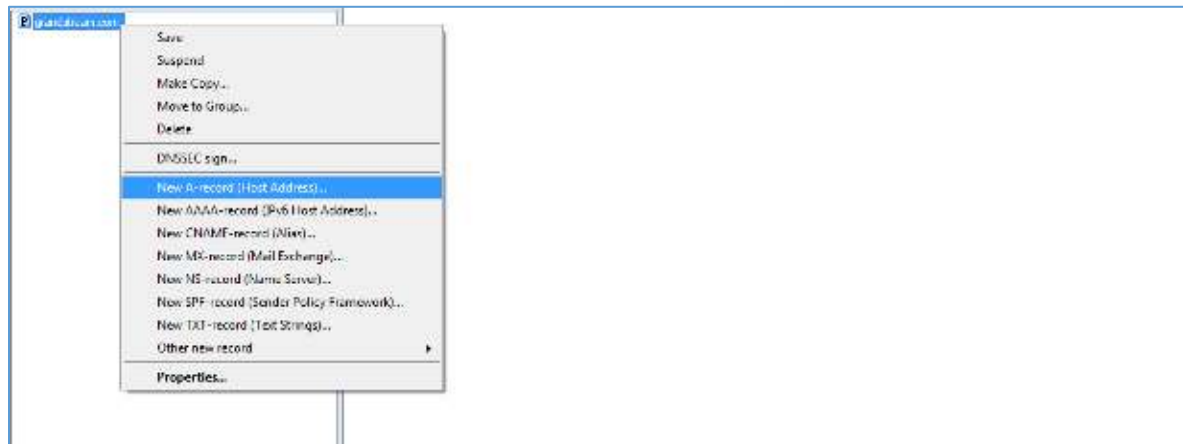 grandstream.com
Save
Suspend
Make Copy...
Move to Group...
Delete
DNSSEC sign...
New A-record (Host Address)...
New AAAA-record (IPv6 Host Address)...
New CNAME-record (Alias)...
New MX-record (Mail Exchange)...
New NS-record (Name Server)...
New SPF-record (Sender Policy Framework)...
New TXT-record (Text Strings)...
Other new record
Properties...